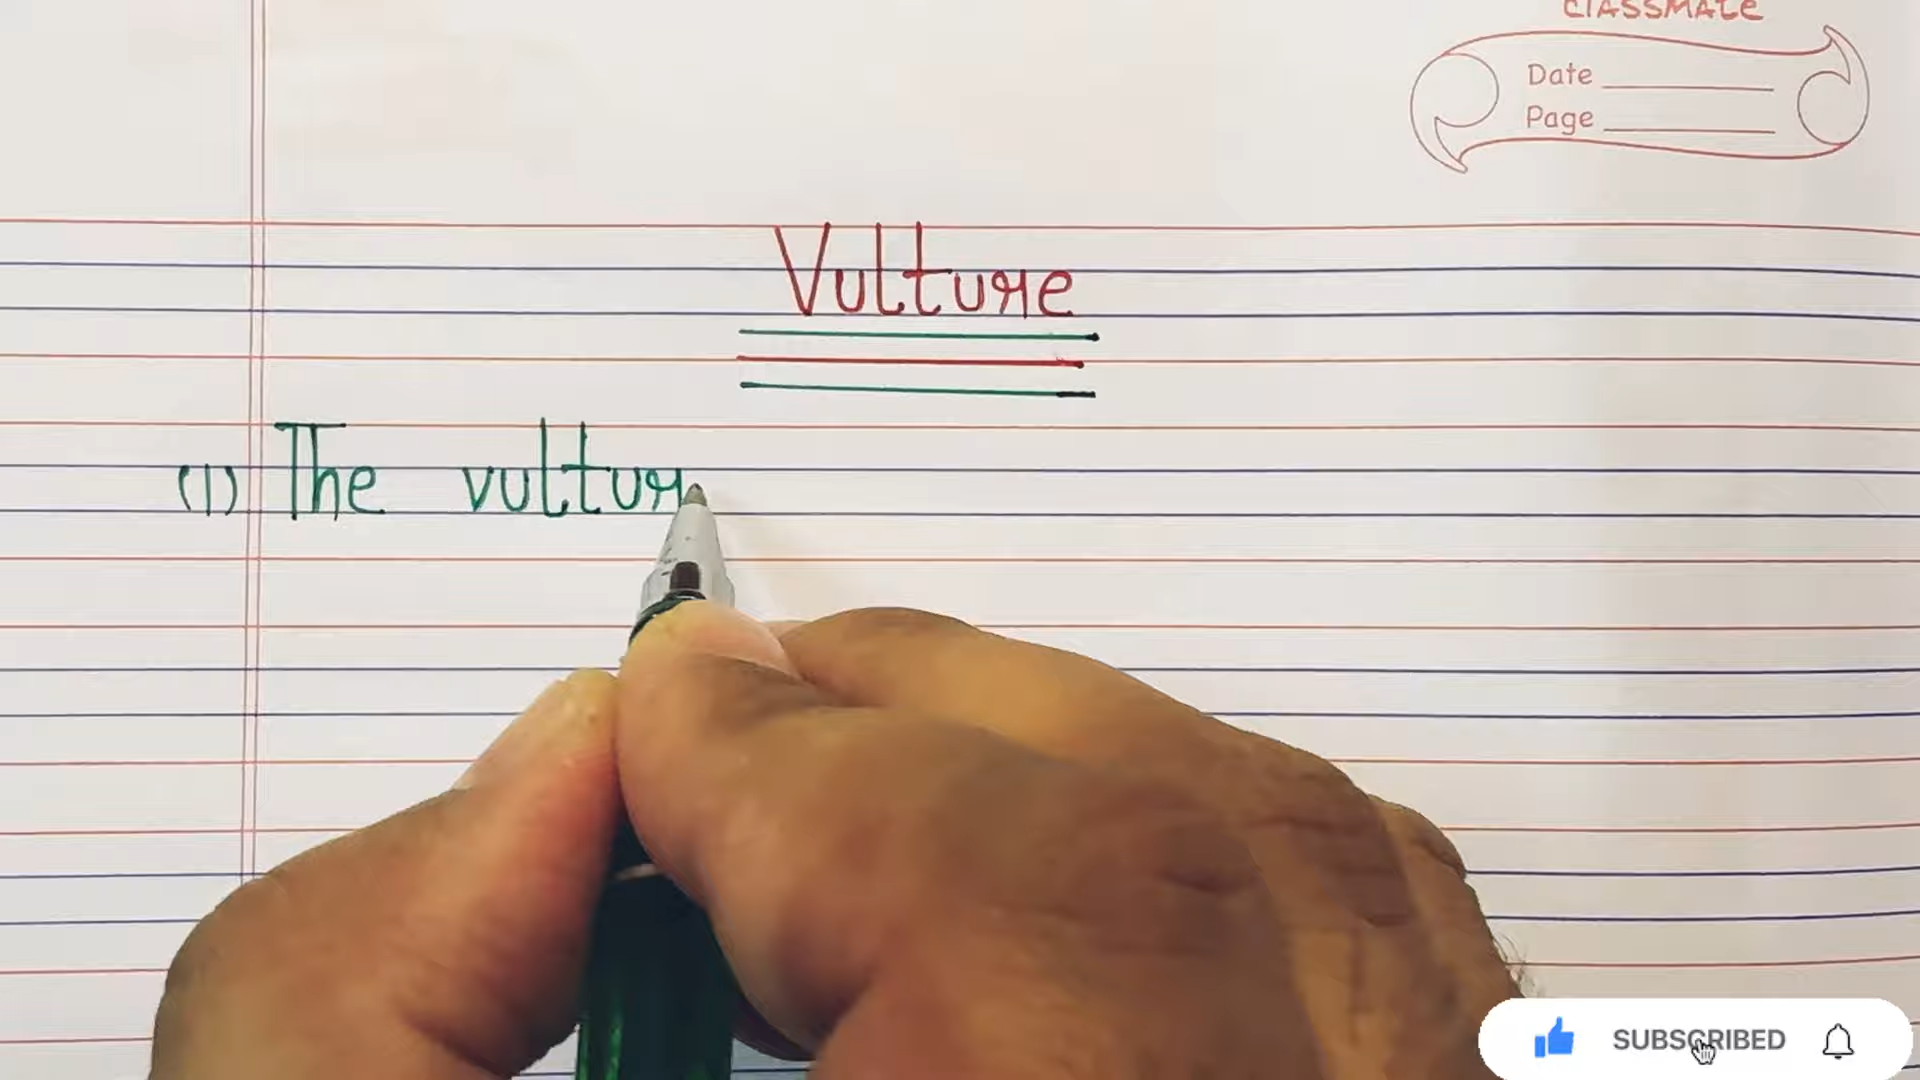 classmate
Date
Page
Vulture
(1) The vultur
SUBSCRIBED